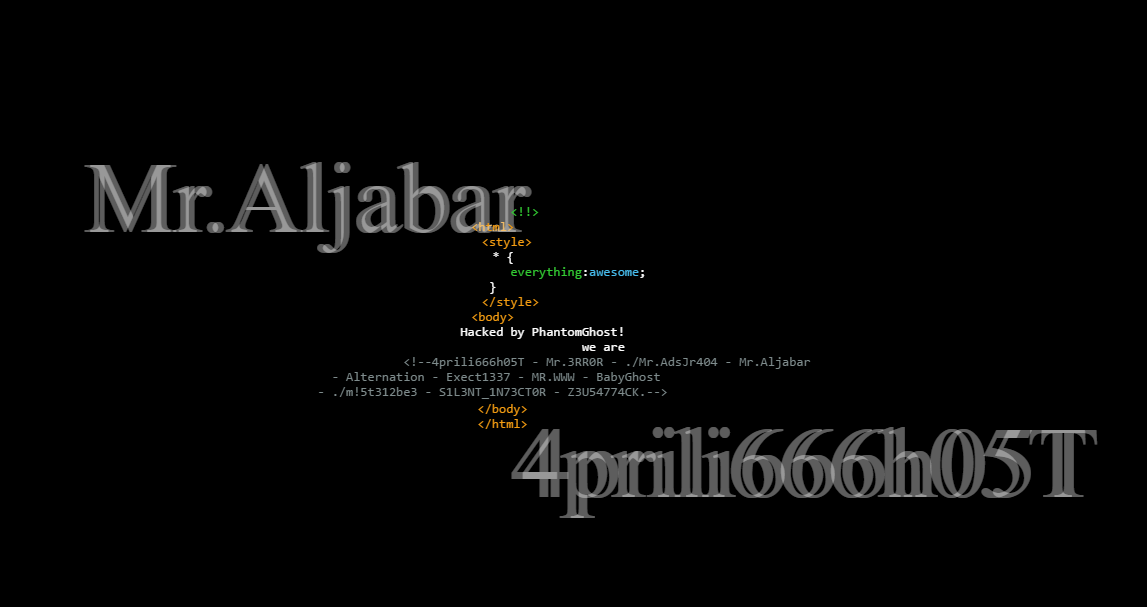 Mr.Aljabar
<!!>
<html>
<style>
* {
everything:awesome;
}
</style>
<body>
Hacked by PhantomGhost!
we are
<!--4prili666h05T - Mr.3RR0R - ./Mr.AdsJr404 - Mr.Aljabar
- Alternation - Exect1337 - MR.WWW - BabyGhost
- ./m!5t312be3 - S1L3NT_1N73CT0R - Z3U54774CK.-->
</body>
</html>
4prili666h05T